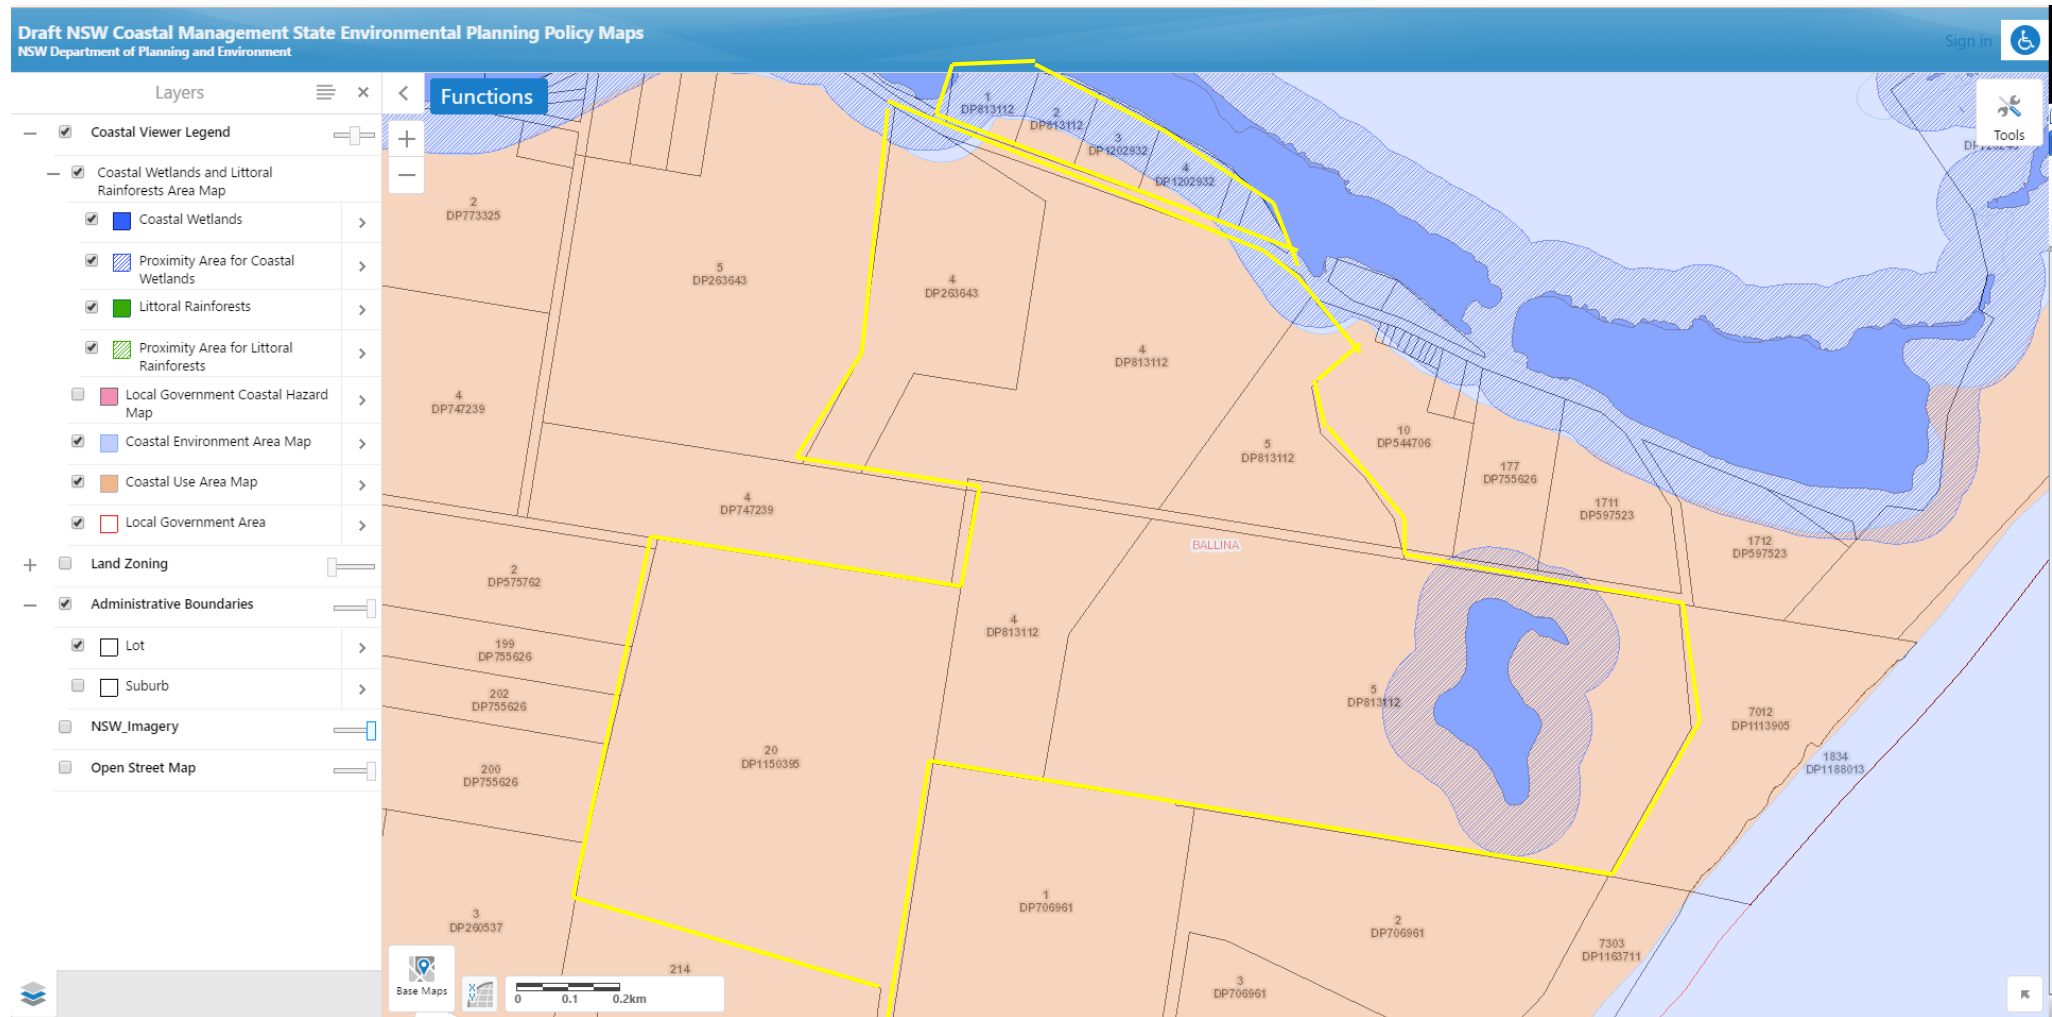 Draft NSW Coastal Management State Environmental Planning Policy Maps
NSW Department of Planning and Environment
Sign in
Layers
Functions
Tools
Coastal Viewer Legend
Coastal Wetlands and Littoral
Rainforests Area Map
Coastal Wetlands
Proximity Area for Coastal
Wetlands
Littoral Rainforests
Proximity Area for Littoral
Rainforests
Local Government Coastal Hazard
Map
Coastal Environment Area Map
Coastal Use Area Map
Local Government Area
Land Zoning
Administrative Boundaries
Lot
Suburb
NSW_Imagery
Open Street Map
1
DP813112
2
DP813112
3
DP1202932
4
DP1202932
2
DP773325
5
DP263643
4
DP263643
4
DP813112
4
DP747239
5
DP813112
10
DP544706
177
DP755626
1711
DP597523
1712
DP597523
4
DP747239
BALLINA
2
DP575762
4
DP813112
199
DP755626
202
DP755626
5
DP813112
7012
DP1113905
20
DP1150395
200
DP755626
1834
DP1188013
1
DP706961
2
DP706961
3
DP260537
7303
DP1163711
214
3
DP706961
Base Maps
X
Y
0 0.1 0.2km